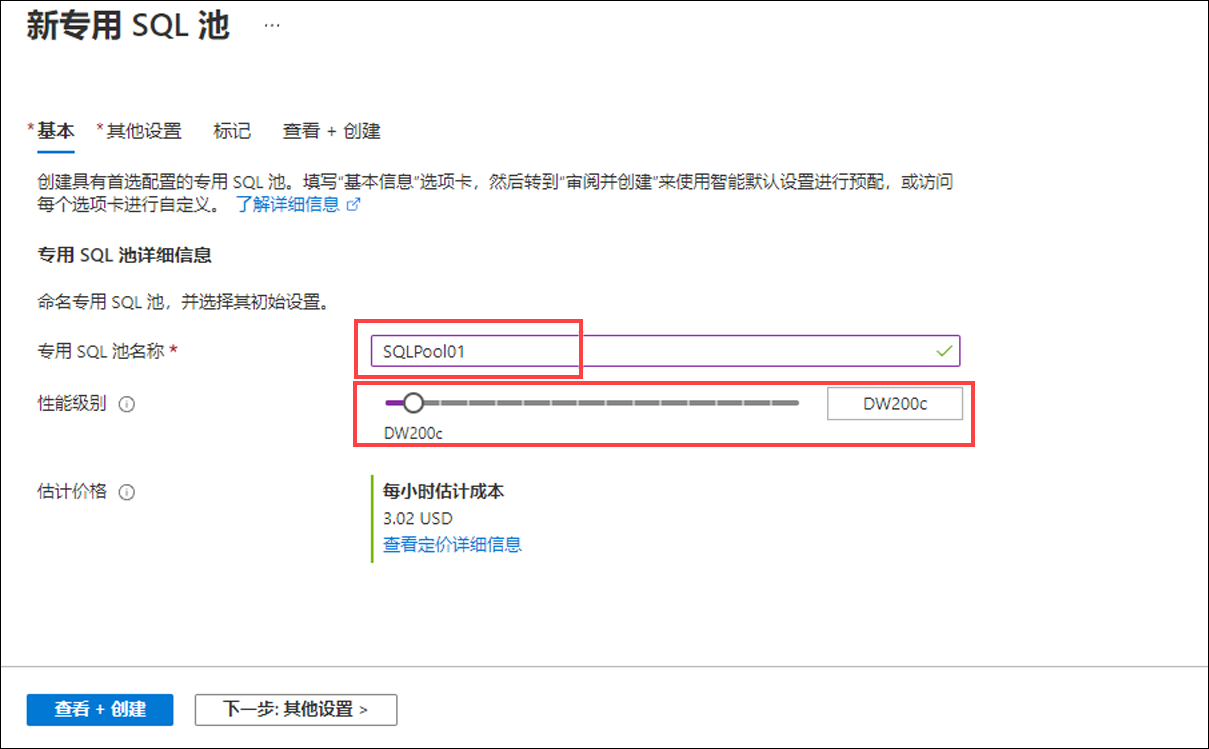 新专用 SQL 池 ...
*基本 *其他设置 标记 查看 + 创建
创建具有首选配置的专用 SQL 池。填写“基本信息”选项卡，然后转到“审阅并创建”来使用智能默认设置进行预配，或访问
每个选项卡进行自定义。 了解详细信息
专用 SQL 池详细信息
命名专用 SQL 池，并选择其初始设置。
专用 SQL 池名称 * SQLPool01
性能级别 DW200c
DW200c
估计价格 每小时估计成本
3.02 USD
查看定价详细信息
查看 + 创建 下一步: 其他设置 >